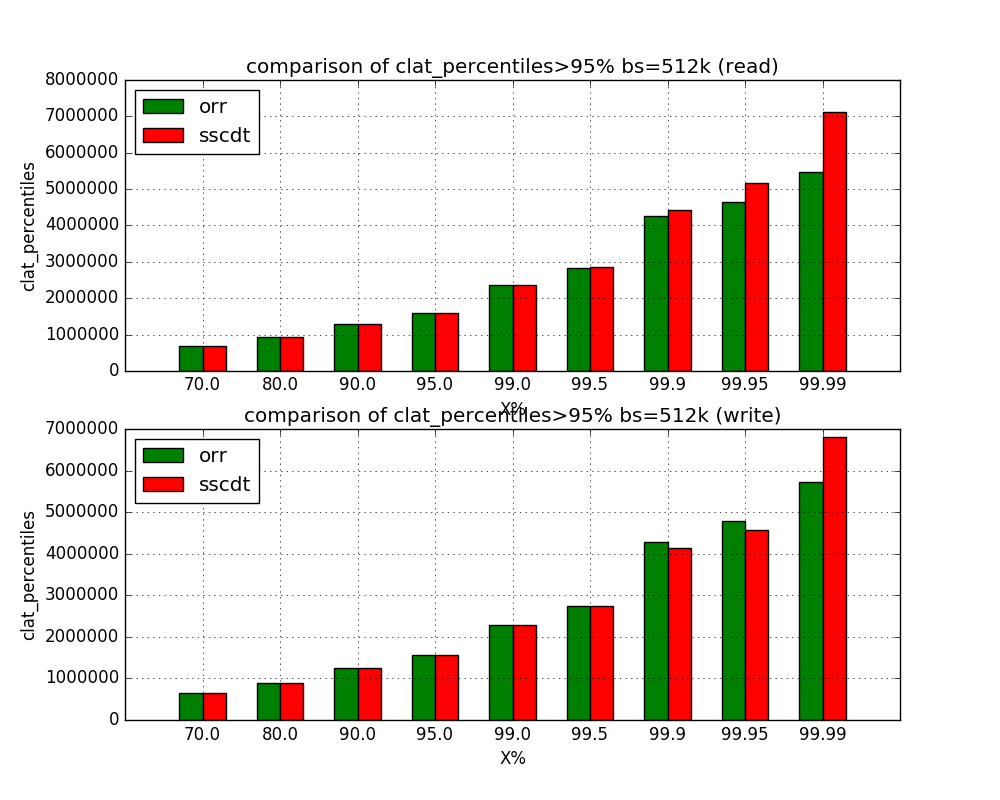 comparison of clat_percentiles>95% bs=512k (read)
8000000
7000000
6000000
5000000
4000000
3000000
2000000
1000000
0
clat_percentiles
orr
sscdt
70.0 80.0 90.0 95.0 99.0 99.5 99.9 99.95 99.99
X%
comparison of clat_percentiles>95% bs=512k (write)
7000000
6000000
5000000
4000000
3000000
2000000
1000000
0
clat_percentiles
orr
sscdt
70.0 80.0 90.0 95.0 99.0 99.5 99.9 99.95 99.99
X%